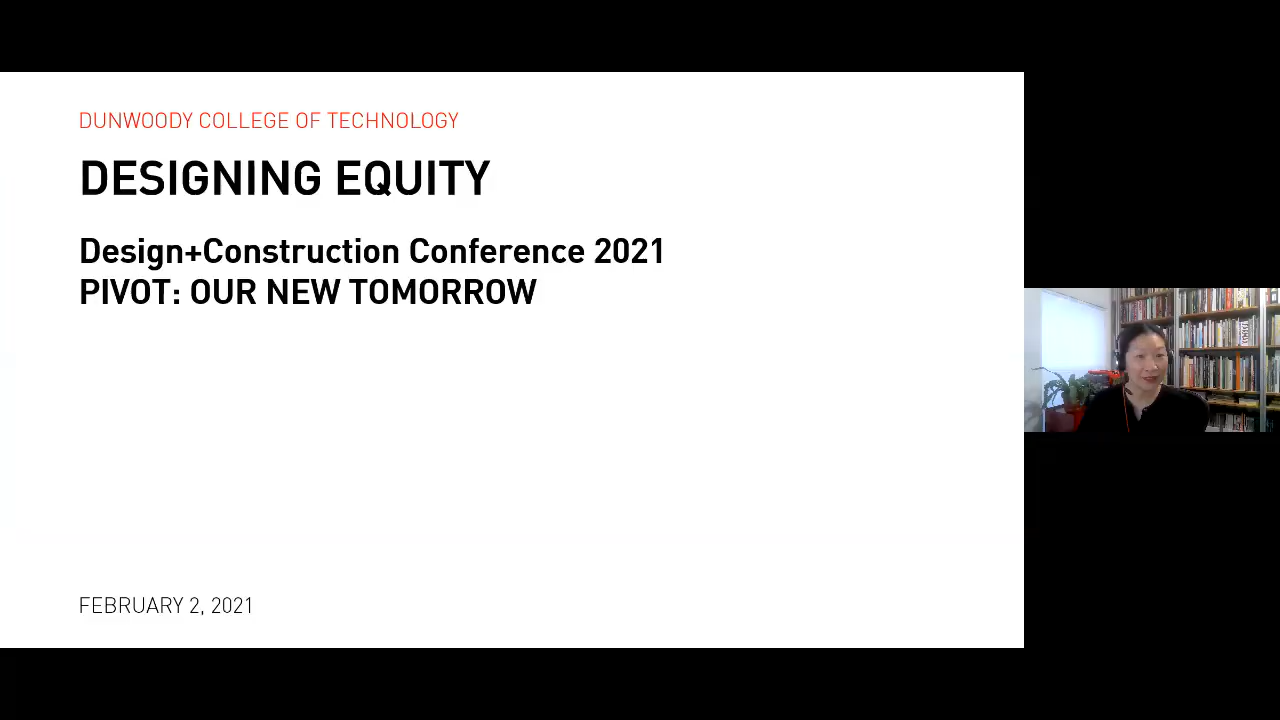 DUNWOODY COLLEGE OF TECHNOLOGY
DESIGNING EQUITY
Design+Construction Conference 2021
PIVOT: OUR NEW TOMORROW
FEBRUARY 2, 2021